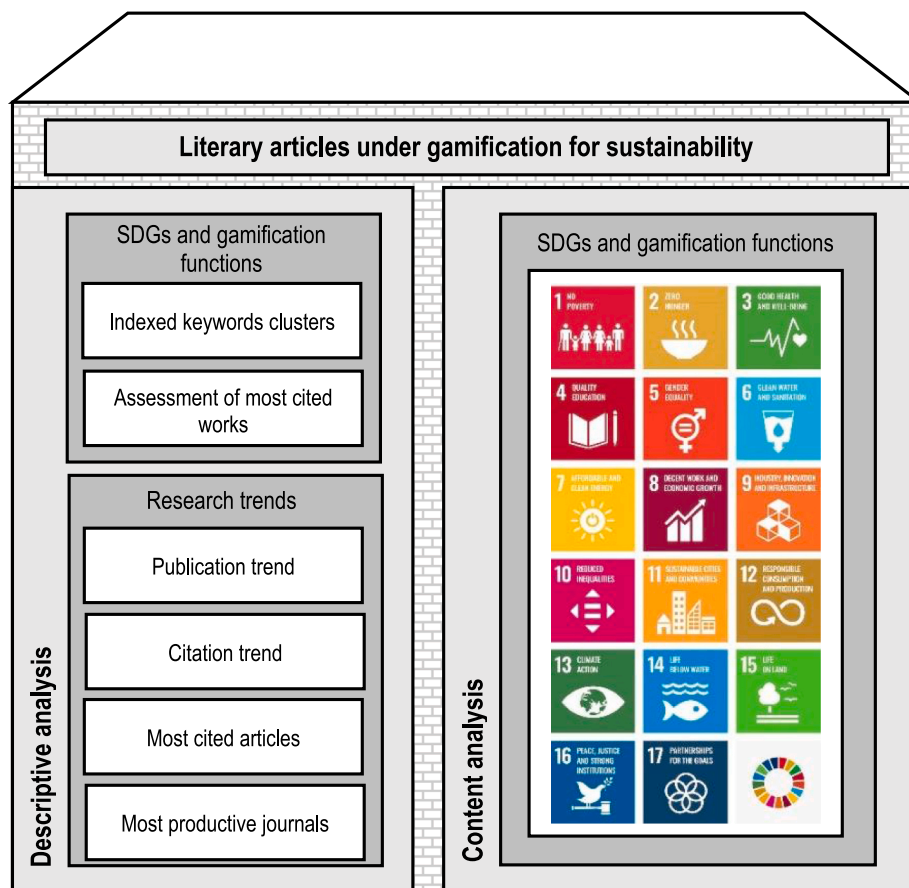 Literary articles under gamification for sustainability
SDGs and gamification
functions
Indexed keywords clusters
Assessment of most cited
works
Research trends
Publication trend
Citation trend
Most cited articles
Most productive journals
Descriptive analysis
SDGs and gamification functions
1 NO
POVERTY
2 ZERO
HUNGER
3 GOOD HEALTH
AND WELL-BEING
4 QUALITY
EDUCATION
5 GENDER
EQUALITY
6 CLEAN WATER
AND SANITATION
7 AFFORDABLE AND
CLEAN ENERGY
8 DECENT WORK AND
ECONOMIC GROWTH
9 INDUSTRY, INNOVATION
AND INFRASTRUCTURE
10 REDUCED
INEQUALITIES
11 SUSTAINABLE CITIES
AND COMMUNITIES
12 RESPONSIBLE
CONSUMPTION
AND PRODUCTION
13 CLIMATE
ACTION
14 LIFE
BELOW WATER
15 LIFE
ON LAND
16 PEACE, JUSTICE
AND STRONG
INSTITUTIONS
17 PARTNERSHIPS
FOR THE GOALS
Content analysis